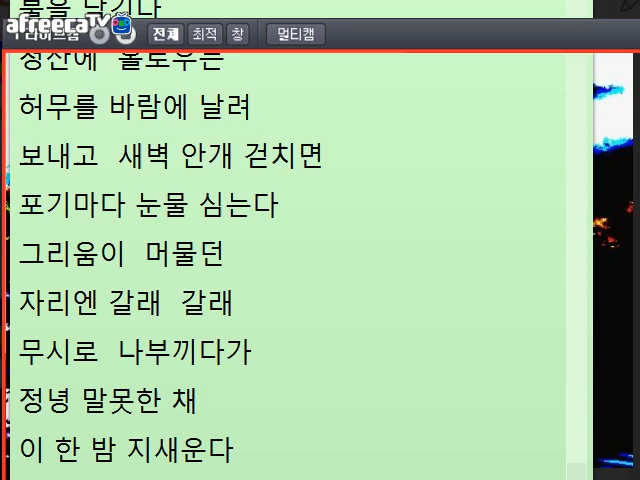 afreecaTV
전체 최적 창 멀티캠
허무를 바람에 날려
보내고 새벽 안개 걷치면
포기마다 눈물 심는다
그리움이 머물던
자리엔 갈래 갈래
무시로 나부끼다가
정녕 말못한 채
이 한 밤 지새운다